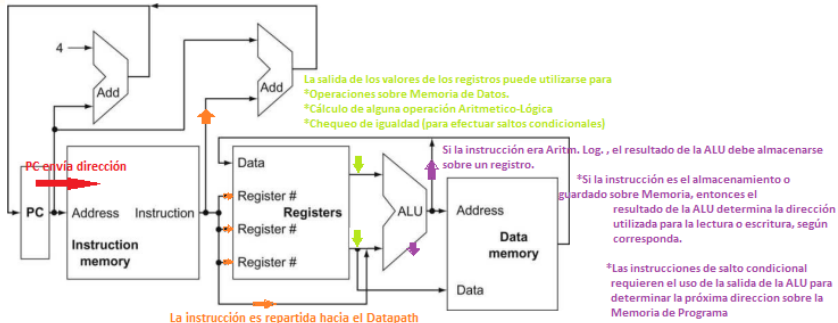 4
Add
Add
La salida de los valores de los registros puede utilizarse para
*Operaciones sobre Memoria de Datos.
*Cálculo de alguna operación Aritmetico-Lógica
*Chequeo de igualdad (para efectuar saltos condicionales)
PC envía dirección
PC
Address
Instruction
Instruction
memory
Data
Register #
Registers
Register #
Register #
ALU
Si la instrucción era Aritm. Log. , el resultado de la ALU debe almacenarse
sobre un registro.
*Si la instrucción es el almacenamiento o
guardado sobre Memoria, entonces el
resultado de la ALU determina la dirección
utilizada para la lectura o escritura, según
corresponda.
Address
Data
memory
Data
*Las instrucciones de salto condicional
requieren el uso de la salida de la ALU para
determinar la próxima direccion sobre la
Memoria de Programa
La instrucción es repartida hacia el Datapath